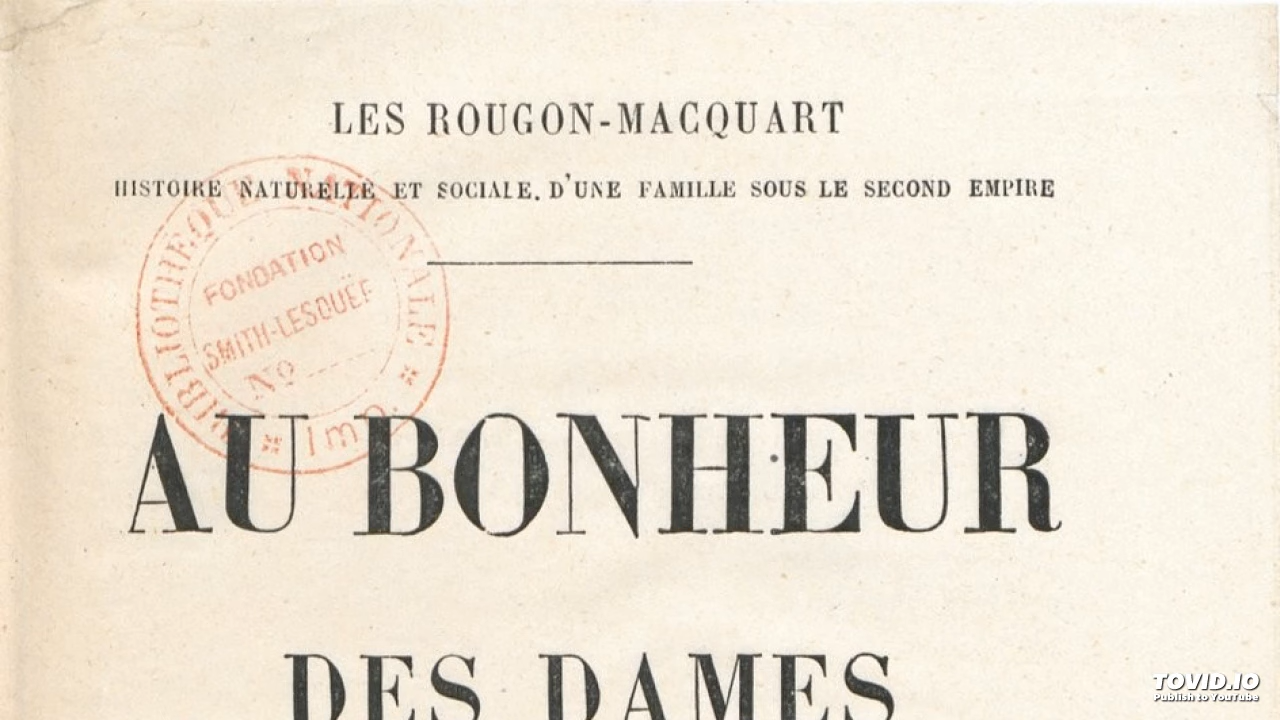 LES ROUGON-MACQUART
HISTOIRE NATURELLE ET SOCIALE D'UNE FAMILLE SOUS LE SECOND EMPIRE
BIBLIOTHÈQUE NATIONALE
FONDATION
SMITH-LESOUËF
No
Imp.
AU BONHEUR
DES DAMES
TOVID.IO
Publish to YouTube